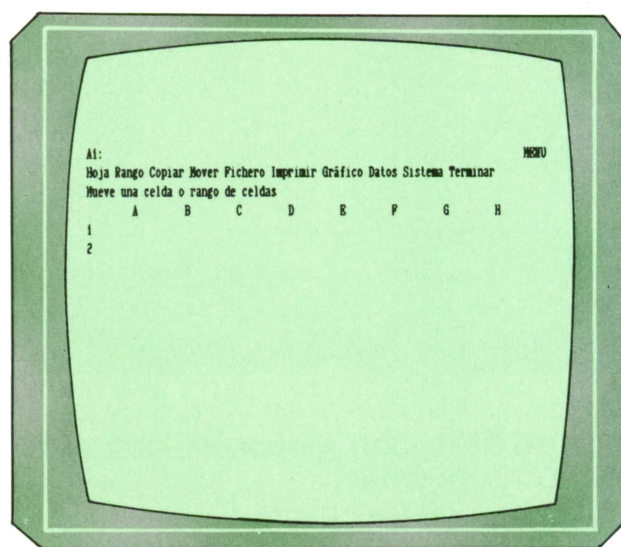 A1: MENU
Hoja Rango Copiar Mover Fichero Imprimir Gráfico Datos Sistema Terminar
Mueve una celda o rango de celdas
A B C D E F G H
1
2